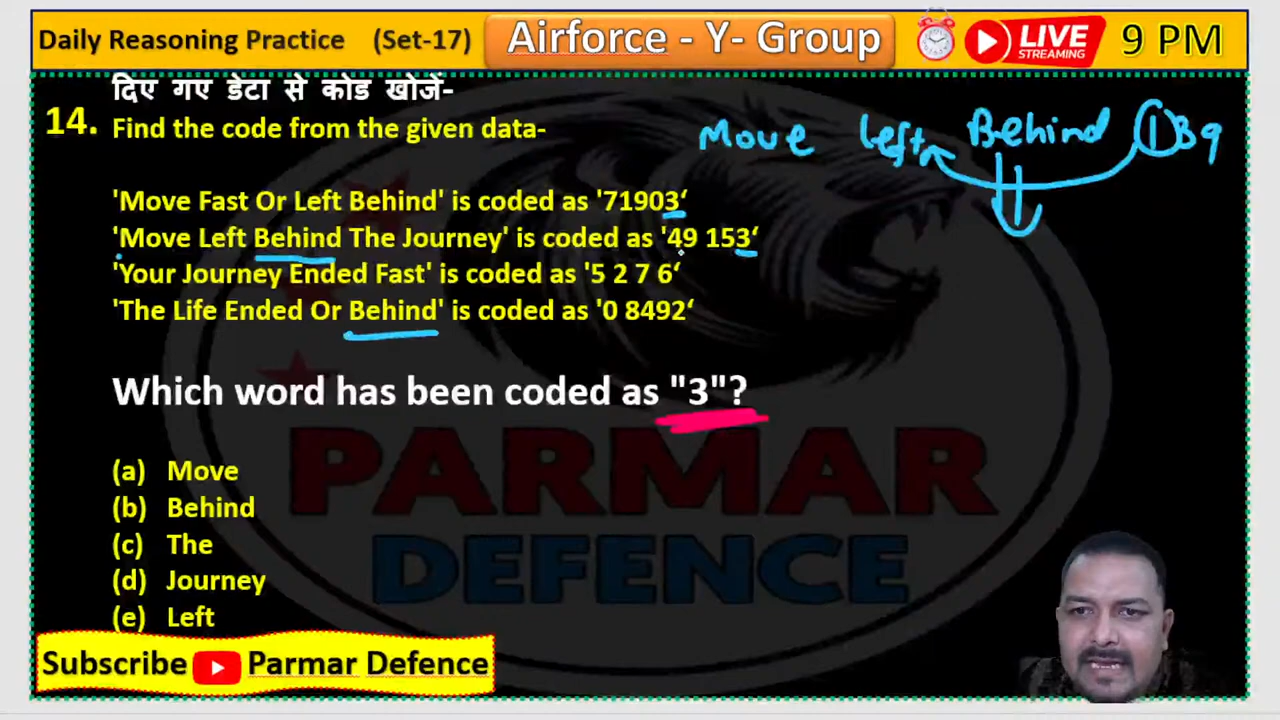 Daily Reasoning Practice (Set-17) Airforce - Y- Group LIVE STREAMING 9 PM
दिए गए डेटा से कोड खोजें-
14. Find the code from the given data-
Move Left Behind 1 3 9
'Move Fast Or Left Behind' is coded as '71903‘
'Move Left Behind The Journey' is coded as '49 153‘
'Your Journey Ended Fast' is coded as '5 2 7 6‘
'The Life Ended Or Behind' is coded as '0 8492‘
Which word has been coded as "3"?
(a) Move
(b) Behind
(c) The
(d) Journey
(e) Left
PARMAR
DEFENCE
Subscribe Parmar Defence